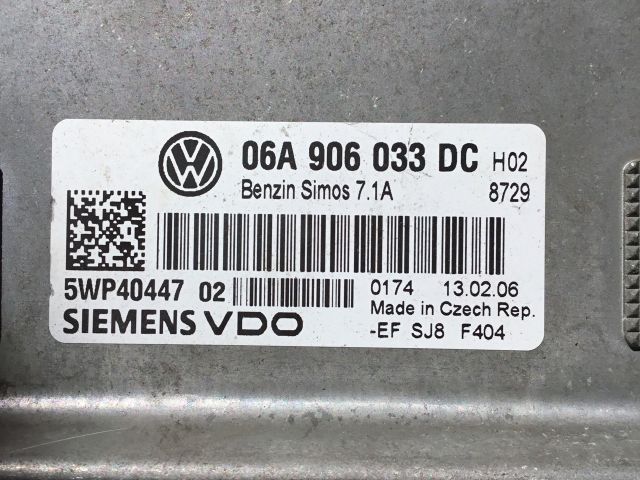 VW 06A 906 033 DC H02
Benzin Simos 7.1A 8729
5WP40447 02 0174 13.02.06
Made in Czech Rep.
SIEMENS VDO -EF SJ8 F404